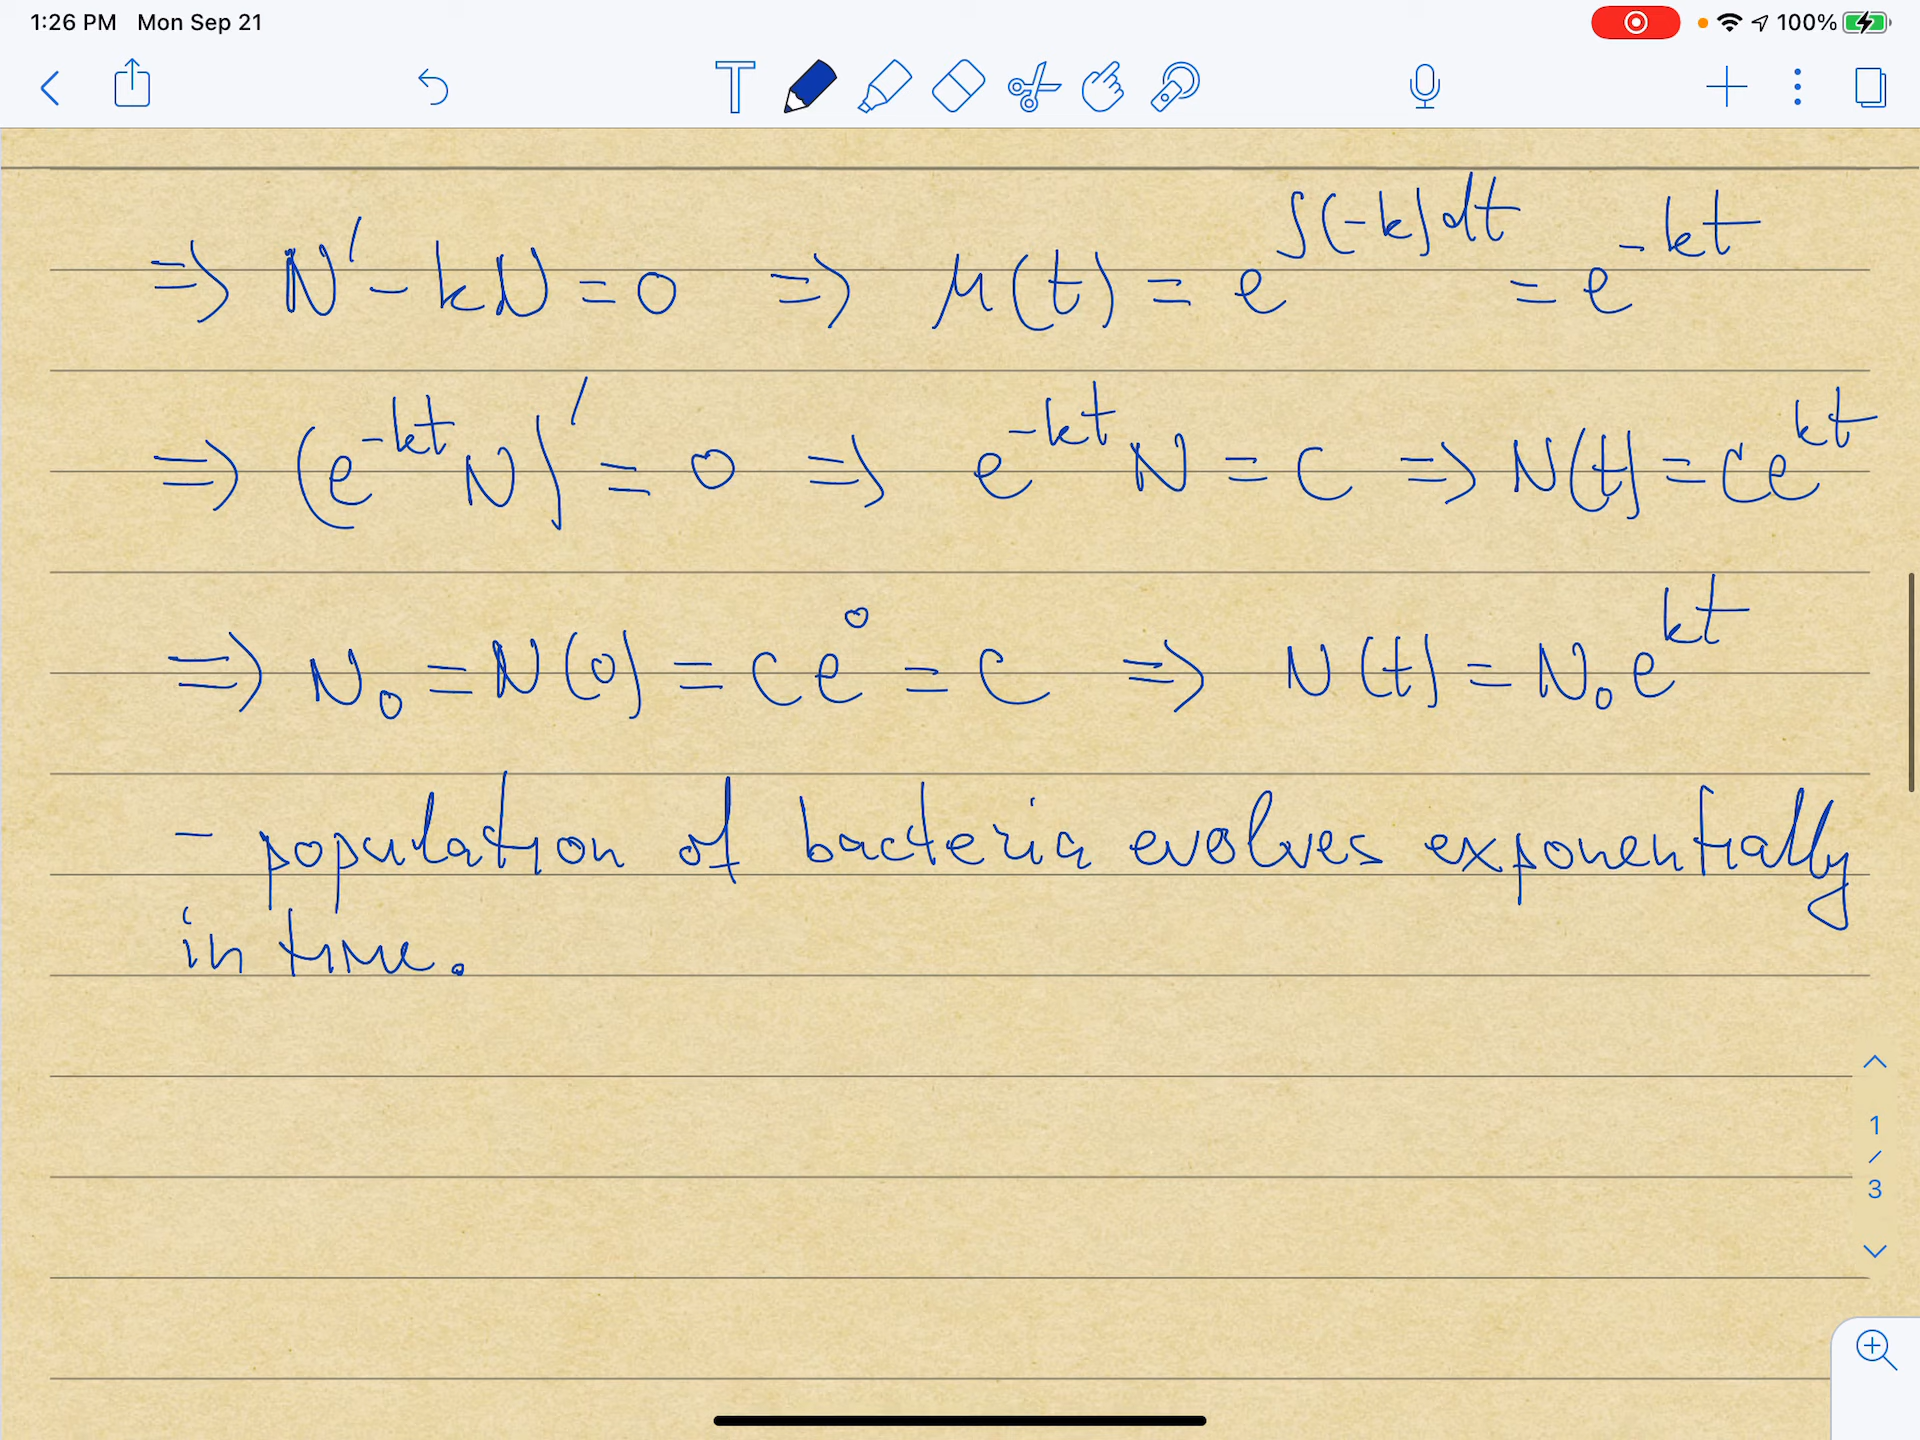 1:26 PM Mon Sep 21 100%
=> N' - kN = 0 => μ(t) = e^{∫(-k)dt} = e^{-kt}
=> (e^{-kt} N)' = 0 => e^{-kt} N = C => N(t) = Ce^{kt}
=> N₀ = N(0) = Ce⁰ = C => N(t) = N₀e^{kt}
- population of bacteria evolves exponentially
in time.
1
/
3